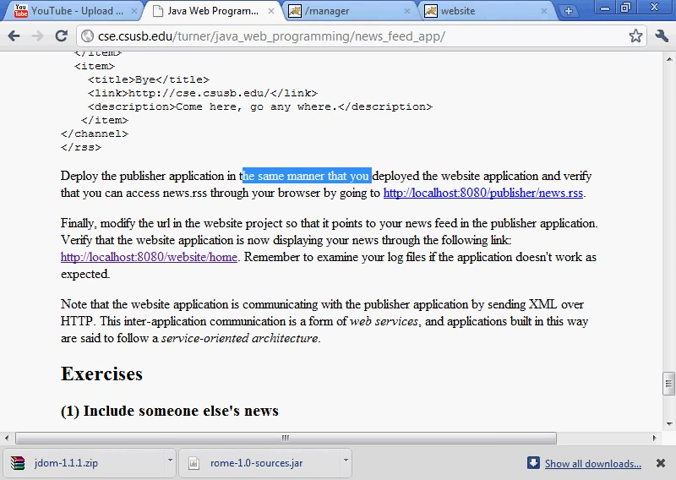 YouTube - Upload ...
Java Web Program...
/manager
website
cse.csusb.edu/turner/java_web_programming/news_feed_app/
</item>
<item>
<title>Bye</title>
<link>http://cse.csusb.edu/</link>
<description>Come here, go any where.</description>
</item>
</channel>
</rss>
Deploy the publisher application in the same manner that you deployed the website application and verify
that you can access news.rss through your browser by going to http://localhost:8080/publisher/news.rss.
Finally, modify the url in the website project so that it points to your news feed in the publisher application.
Verify that the website application is now displaying your news through the following link:
http://localhost:8080/website/home. Remember to examine your log files if the application doesn't work as
expected.
Note that the website application is communicating with the publisher application by sending XML over
HTTP. This inter-application communication is a form of web services, and applications built in this way
are said to follow a service-oriented architecture.
Exercises
(1) Include someone else's news
jdom-1.1.1.zip
rome-1.0-sources.jar
Show all downloads...